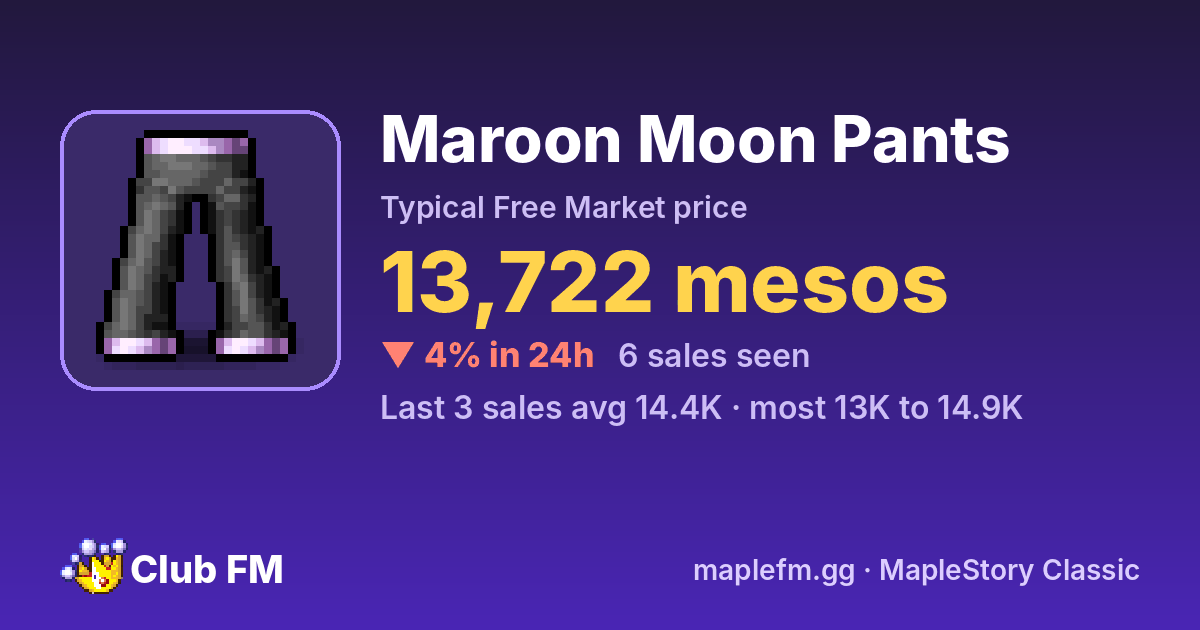 Maroon Moon Pants
Typical Free Market price
13,722 mesos
▼ 4% in 24h 6 sales seen
Last 3 sales avg 14.4K · most 13K to 14.9K
Club FM
maplefm.gg · MapleStory Classic